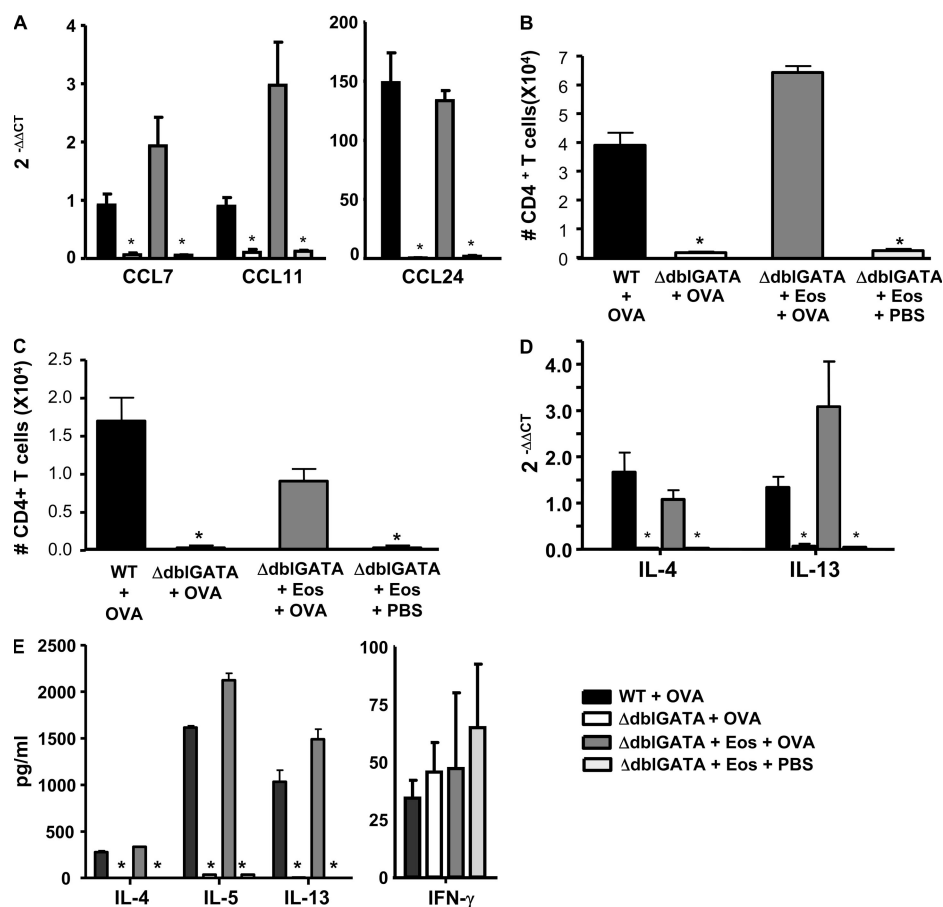 A
2 -ΔΔCT
4
3
2
1
0
CCL7 CCL11
200
150
100
50
0
CCL24
B
# CD4 + T cells(X10⁴)
7
6
5
4
3
2
1
0
* *
WT + OVA
ΔdblGATA + OVA
ΔdblGATA + Eos + OVA
ΔdblGATA + Eos + PBS
C
# CD4+ T cells (X10⁴)
2.5
2.0
1.5
1.0
0.5
0.0
* *
WT + OVA
ΔdblGATA + OVA
ΔdblGATA + Eos + OVA
ΔdblGATA + Eos + PBS
D
2 -ΔΔCT
4.0
3.0
2.0
1.0
0.0
* * * *
IL-4 IL-13
E
pg/ml
2500
2000
1500
1000
500
0
* * * * * *
IL-4 IL-5 IL-13
100
75
50
25
0
IFN-γ
WT + OVA
ΔdblGATA + OVA
ΔdblGATA + Eos + OVA
ΔdblGATA + Eos + PBS